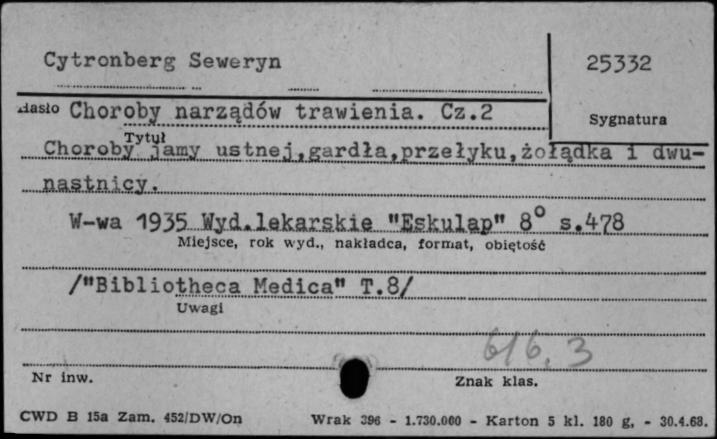 Cytronberg Seweryn
25332
Hasło Choroby narządów trawienia. Cz.2
Sygnatura
Tytuł
Choroby jamy ustnej,gardła,przełyku,żołądka i dwu-
nastnicy.
W-wa 1935 Wyd.lekarskie "Eskulap" 8° s.478
Miejsce, rok wyd., nakładca, format, objętość
/"Bibliotheca Medica" T.8/
Uwagi
616.3
Nr inw.
Znak klas.
CWD B 15a Zam. 452/DW/On
Wrak 396 - 1.730.000 - Karton 5 kl. 180 g, - 30.4.68.